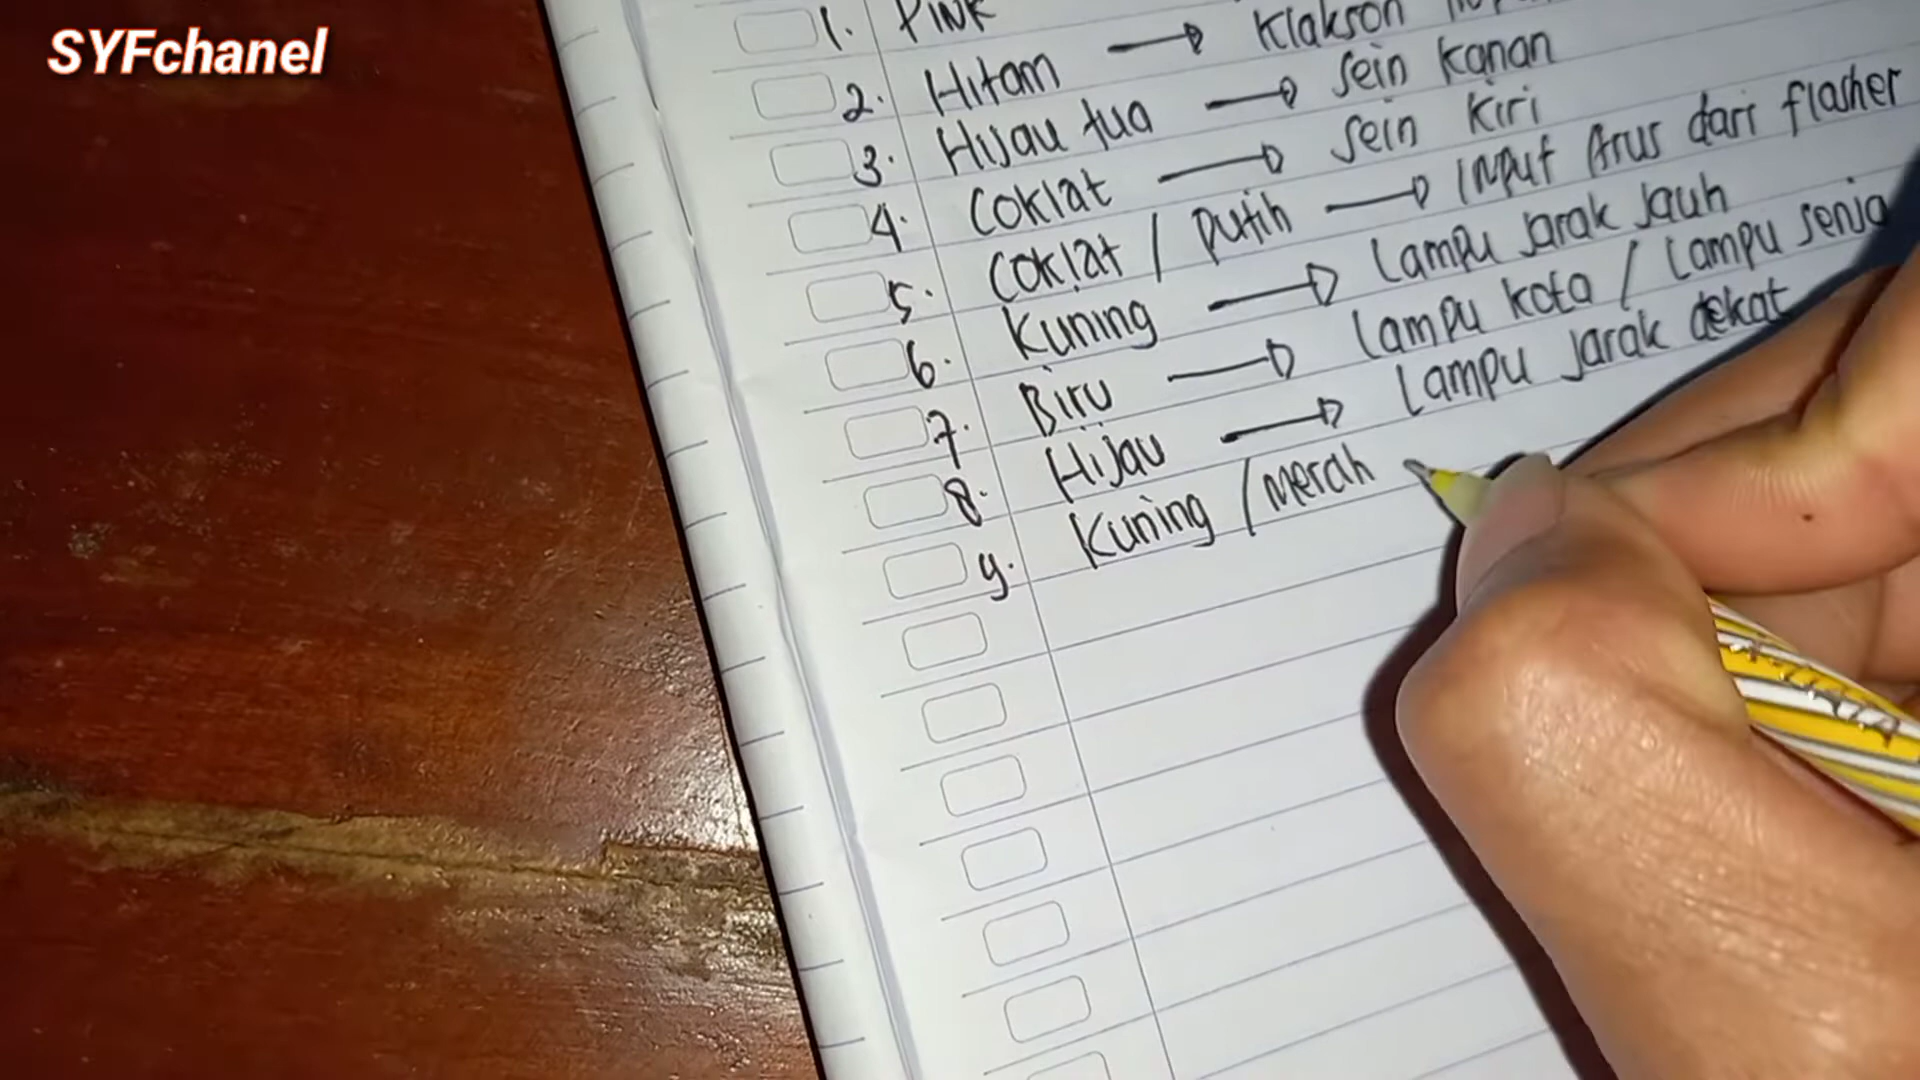 SYFchanel
1. Pink
2. Hitam → Klakson
3. Hijau tua → Sein kanan
4. Coklat → Sein Kiri
5. Coklat / Putih → Input Arus dari flasher
6. Kuning → Lampu Jarak Jauh
7. Biru → Lampu kota / Lampu senja
8. Hijau → Lampu Jarak dekat
9. Kuning / Merah